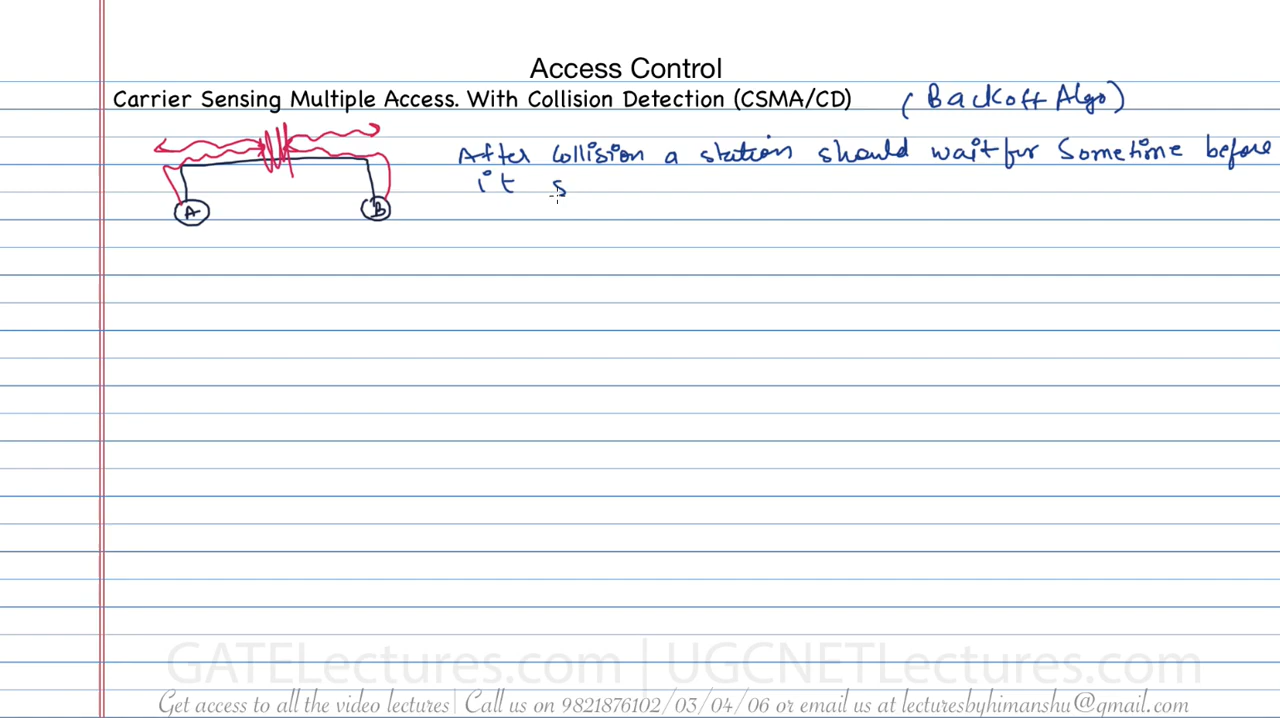 Access Control
Carrier Sensing Multiple Access. With Collision Detection (CSMA/CD) (Backoff Algo)
After Collision a station should wait for Sometime before
it s
A B
GATELectures.com | UGCNETLectures.com
Get access to all the video lectures | Call us on 9821876102/03/04/06 or email us at lecturesbyhimanshu@gmail.com